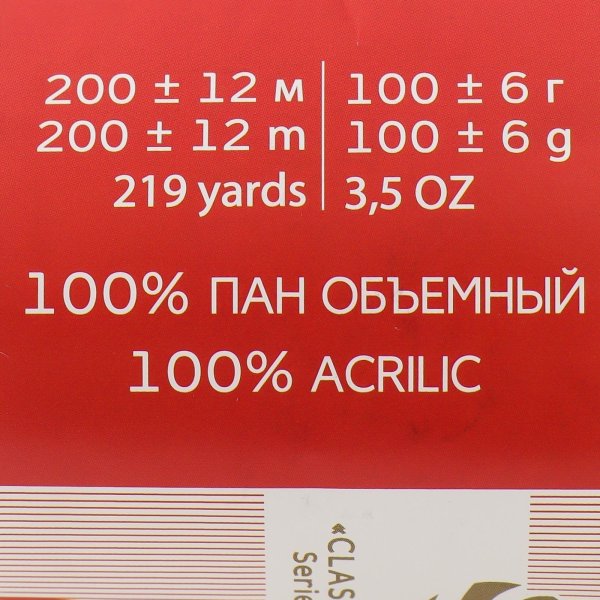 200 ± 12 м
200 ± 12 m
219 yards
100 ± 6 г
100 ± 6 g
3,5 OZ
100% ПАН ОБЪЕМНЫЙ
100% ACRILIC